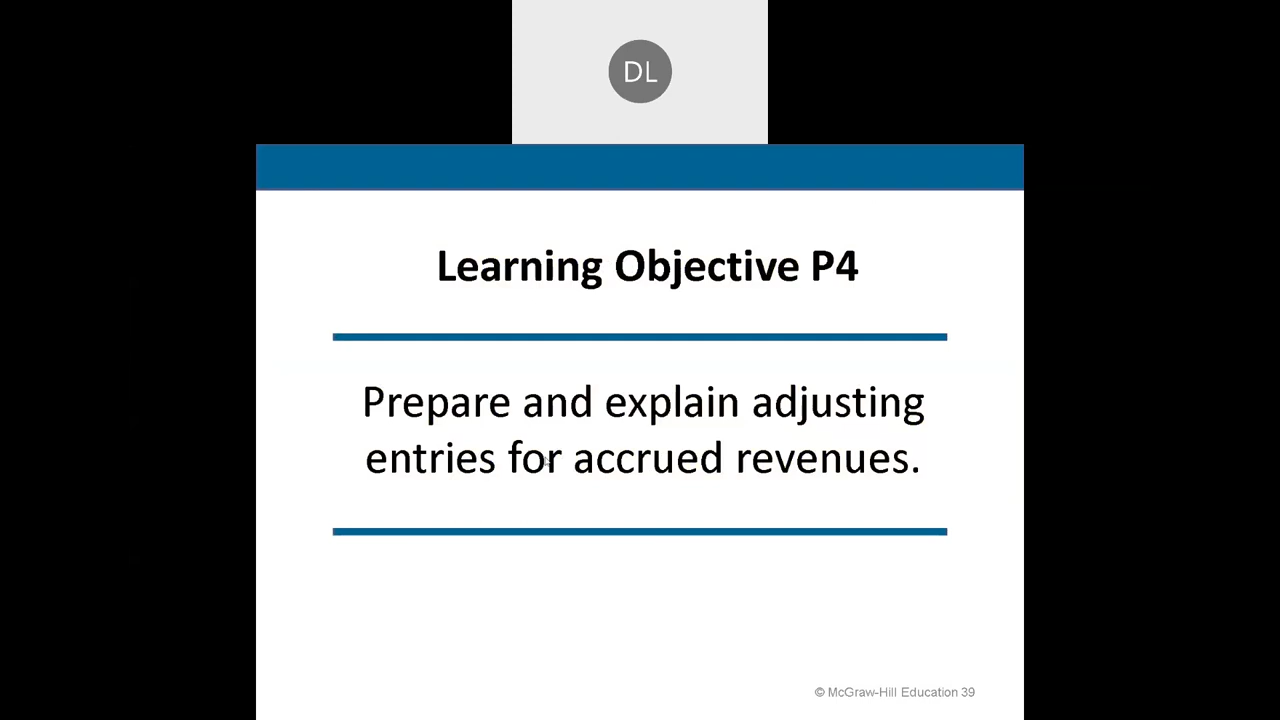 DL
Learning Objective P4
Prepare and explain adjusting
entries for accrued revenues.
© McGraw-Hill Education 39